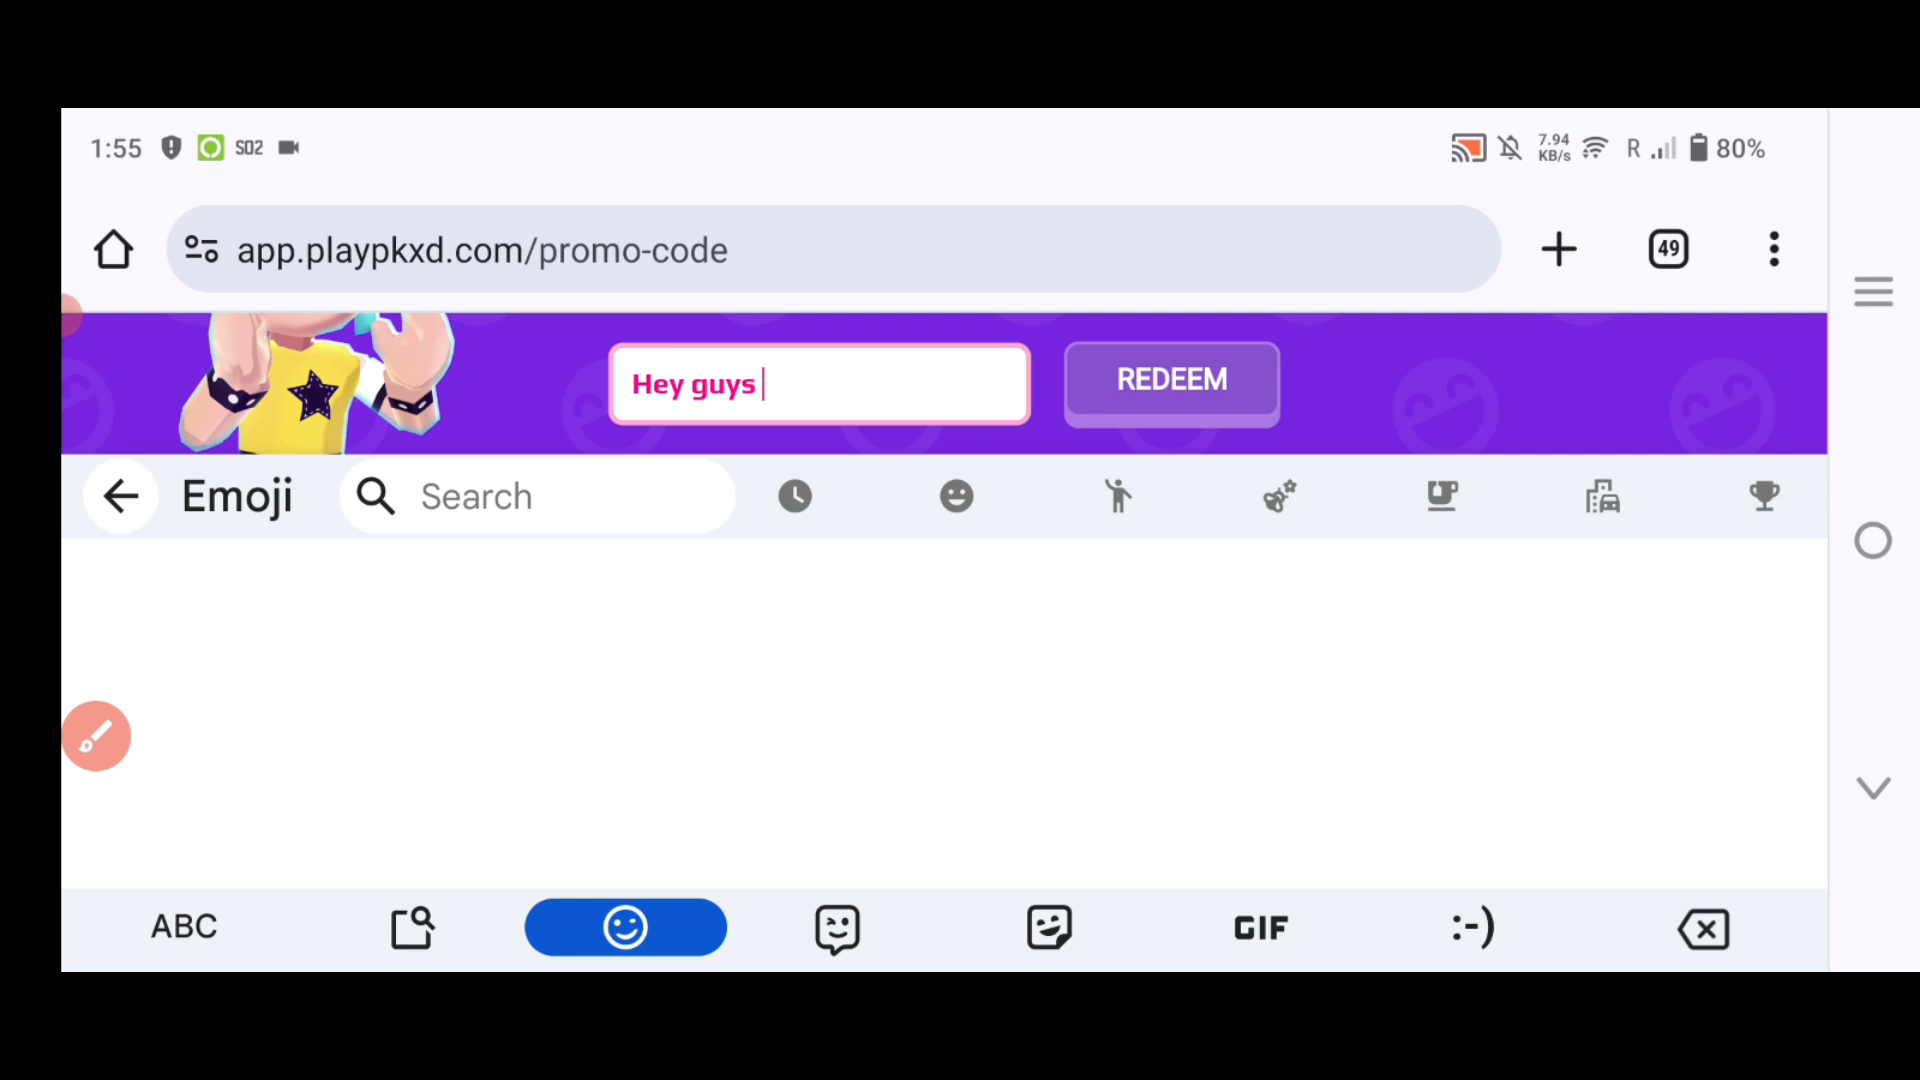 1:55 S02 7.94 KB/s R 80%
app.playpkxd.com/promo-code 49
Hey guys REDEEM
Emoji Search
ABC GIF :-)